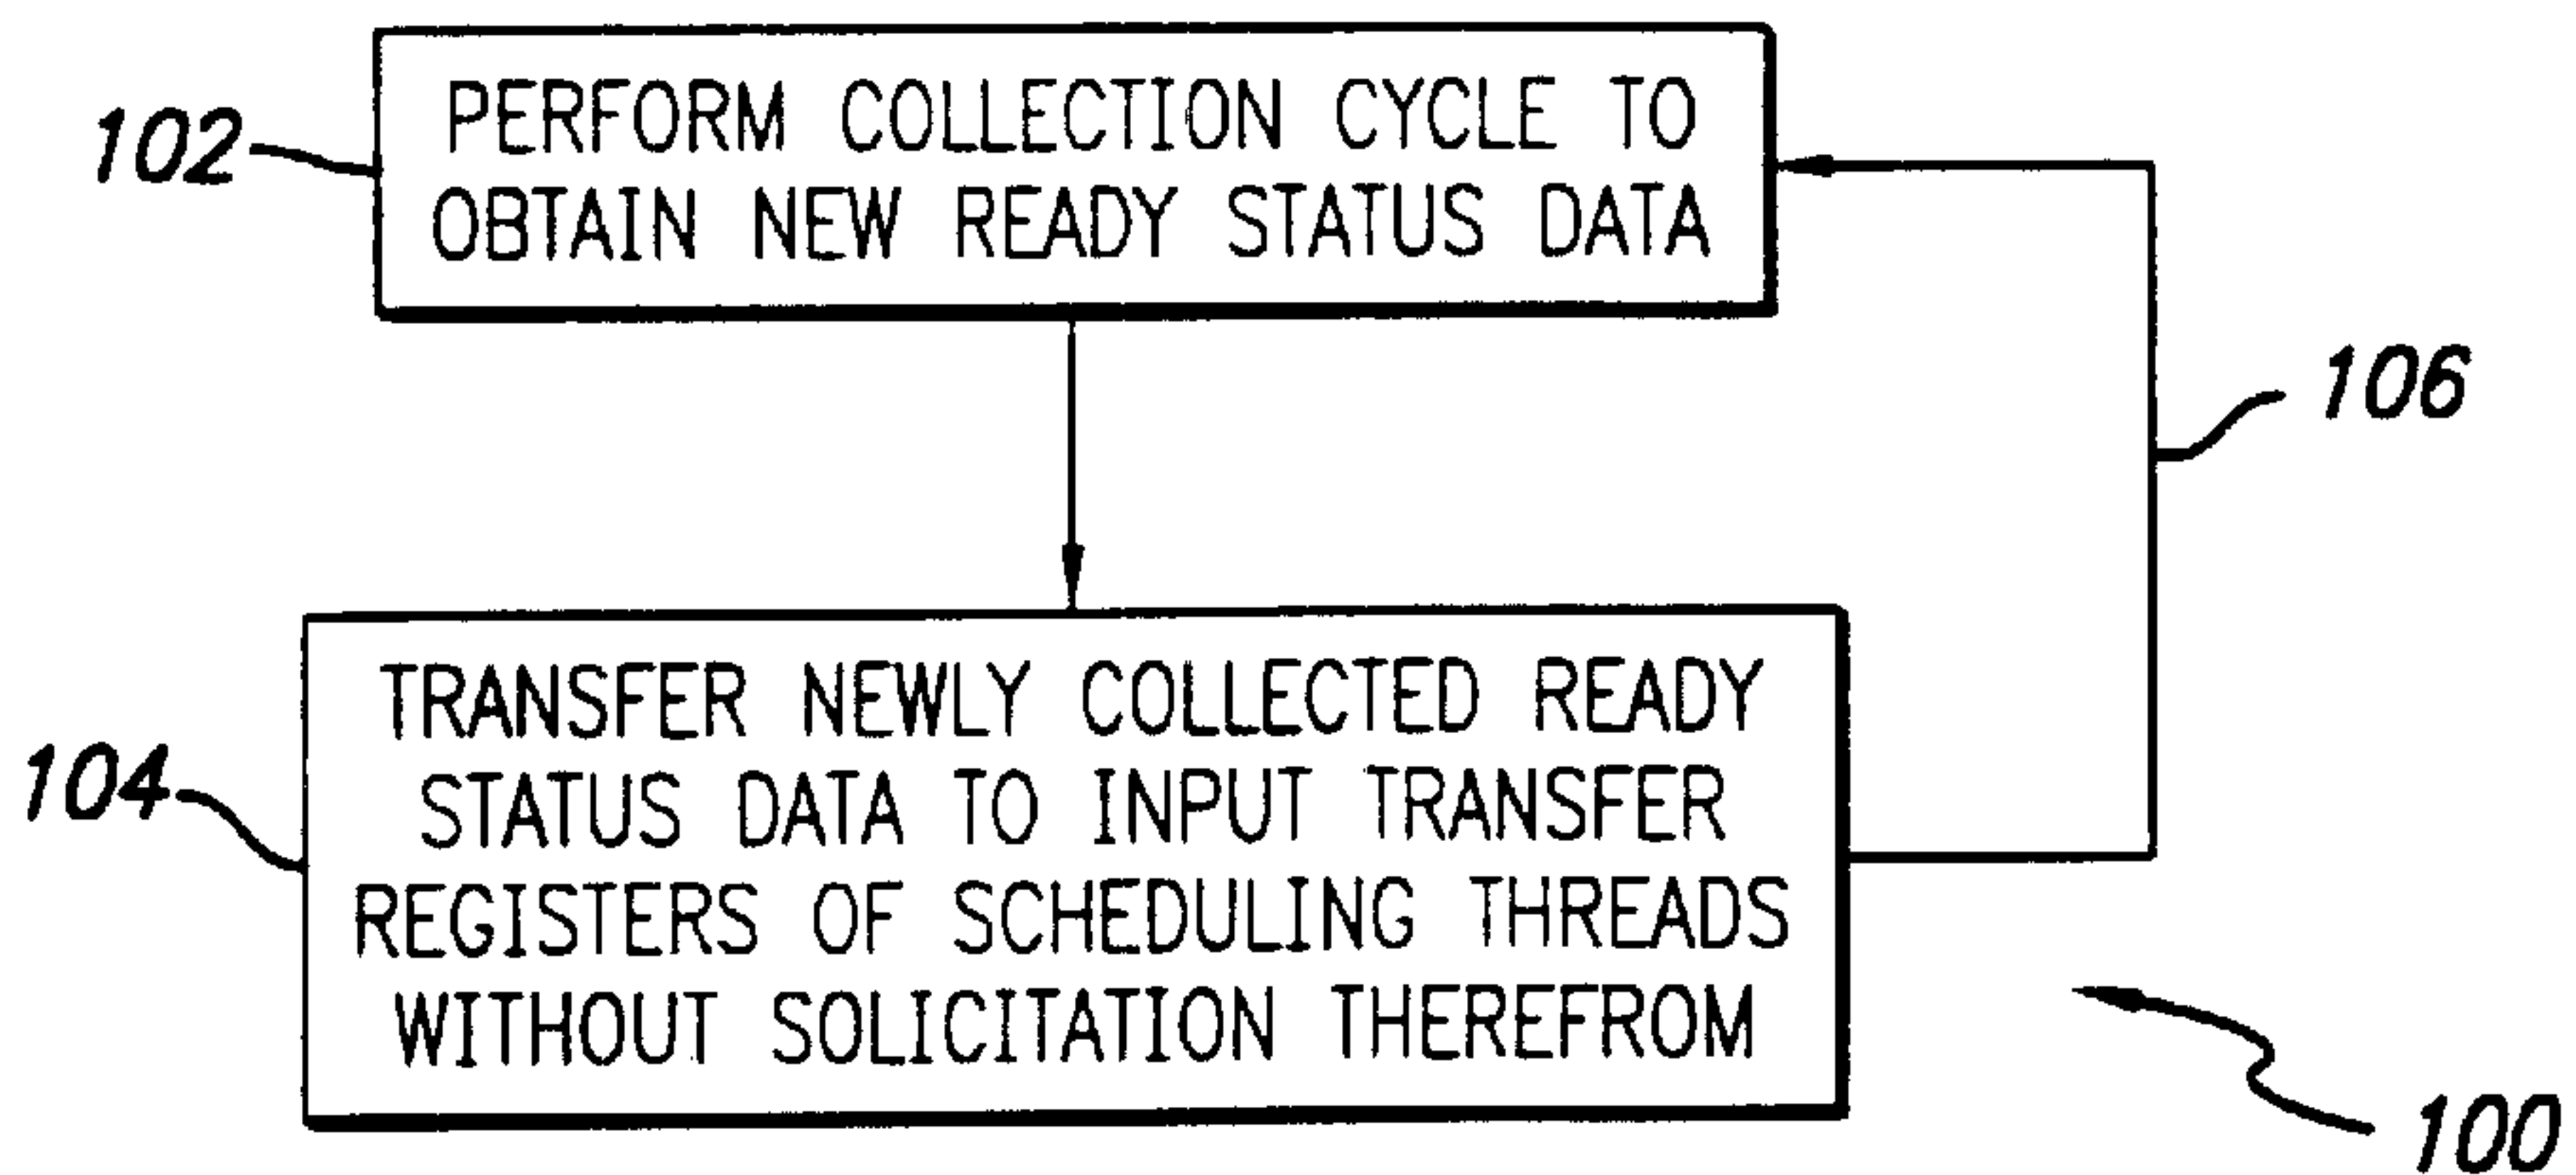 PERFORM COLLECTION CYCLE TO
OBTAIN NEW READY STATUS DATA
102
106
TRANSFER NEWLY COLLECTED READY
STATUS DATA TO INPUT TRANSFER
REGISTERS OF SCHEDULING THREADS
WITHOUT SOLICITATION THEREFROM
104
100